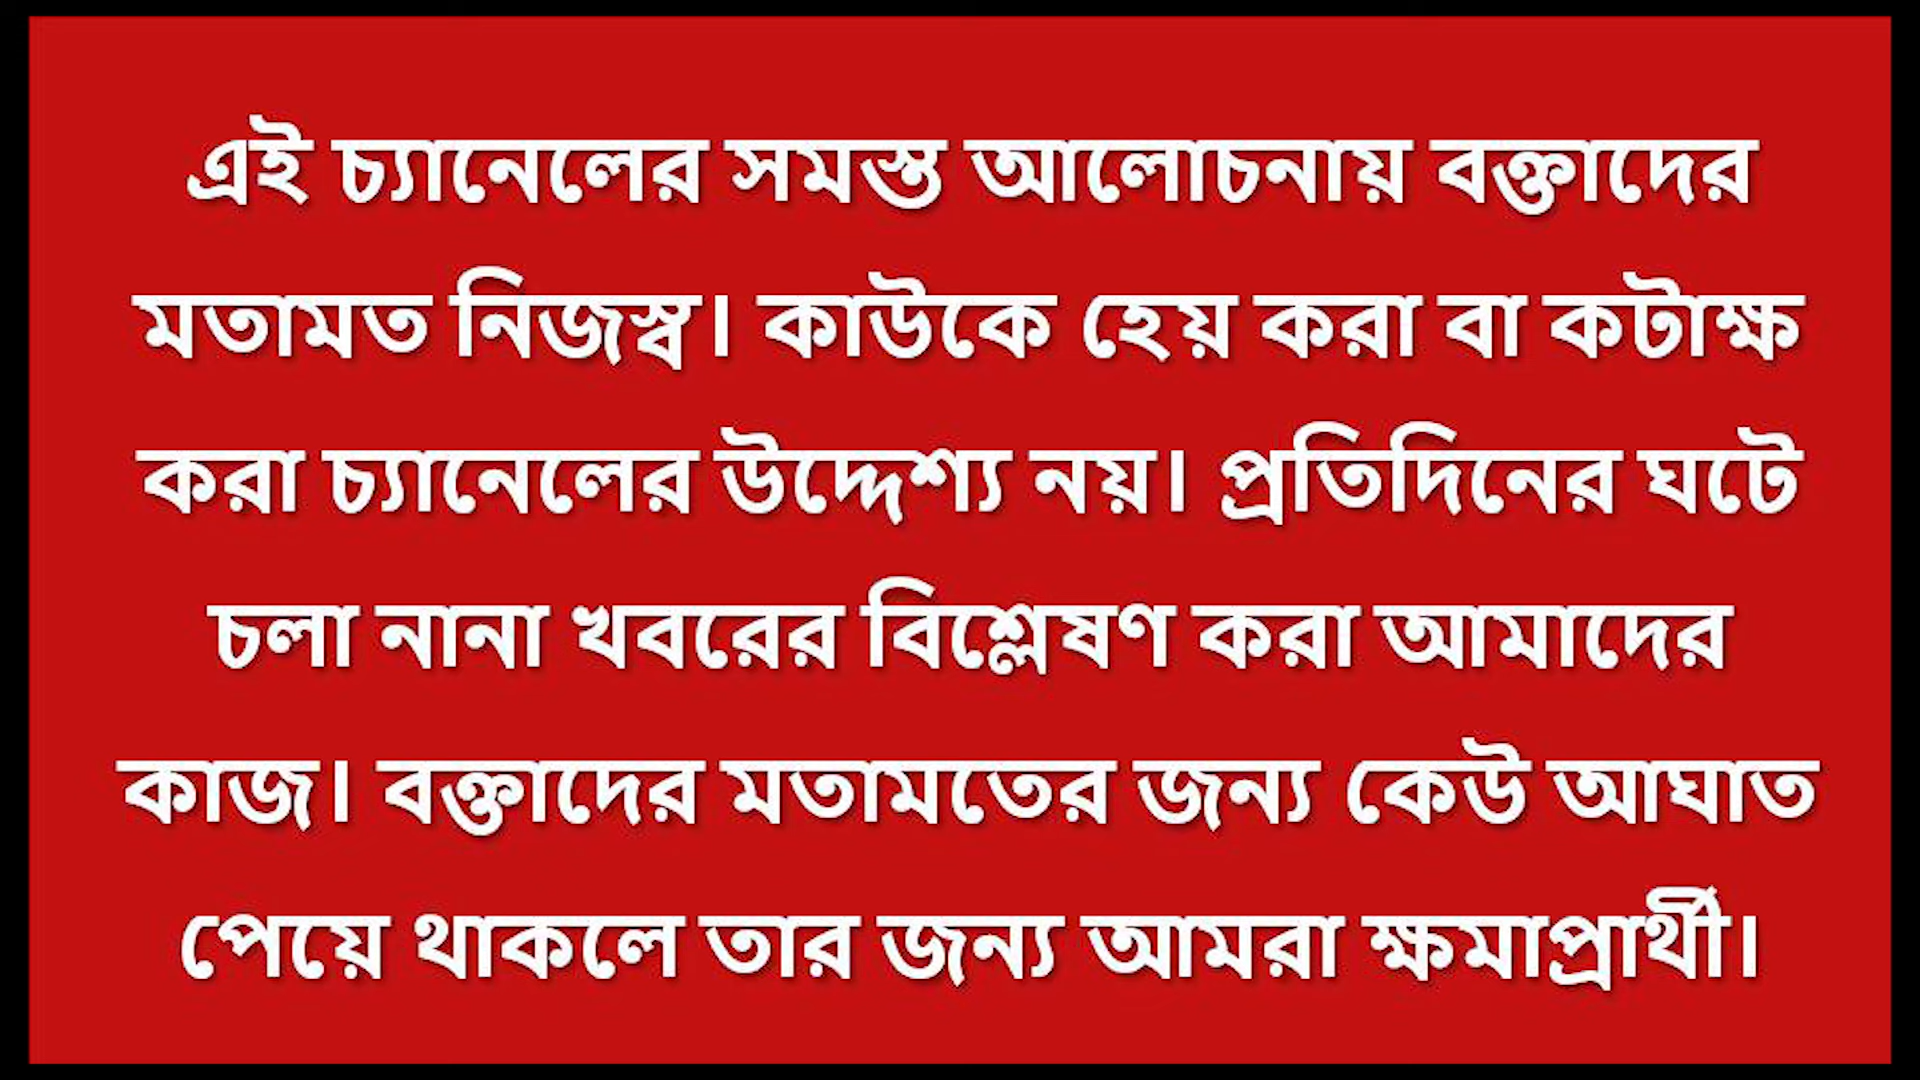 এই চ্যানেলের সমস্ত আলোচনায় বক্তাদের
মতামত নিজস্ব। কাউকে হেয় করা বা কটাক্ষ
করা চ্যানেলের উদ্দেশ্য নয়। প্রতিদিনের ঘটে
চলা নানা খবরের বিশ্লেষণ করা আমাদের
কাজ। বক্তাদের মতামতের জন্য কেউ আঘাত
পেয়ে থাকলে তার জন্য আমরা ক্ষমাপ্রার্থী।